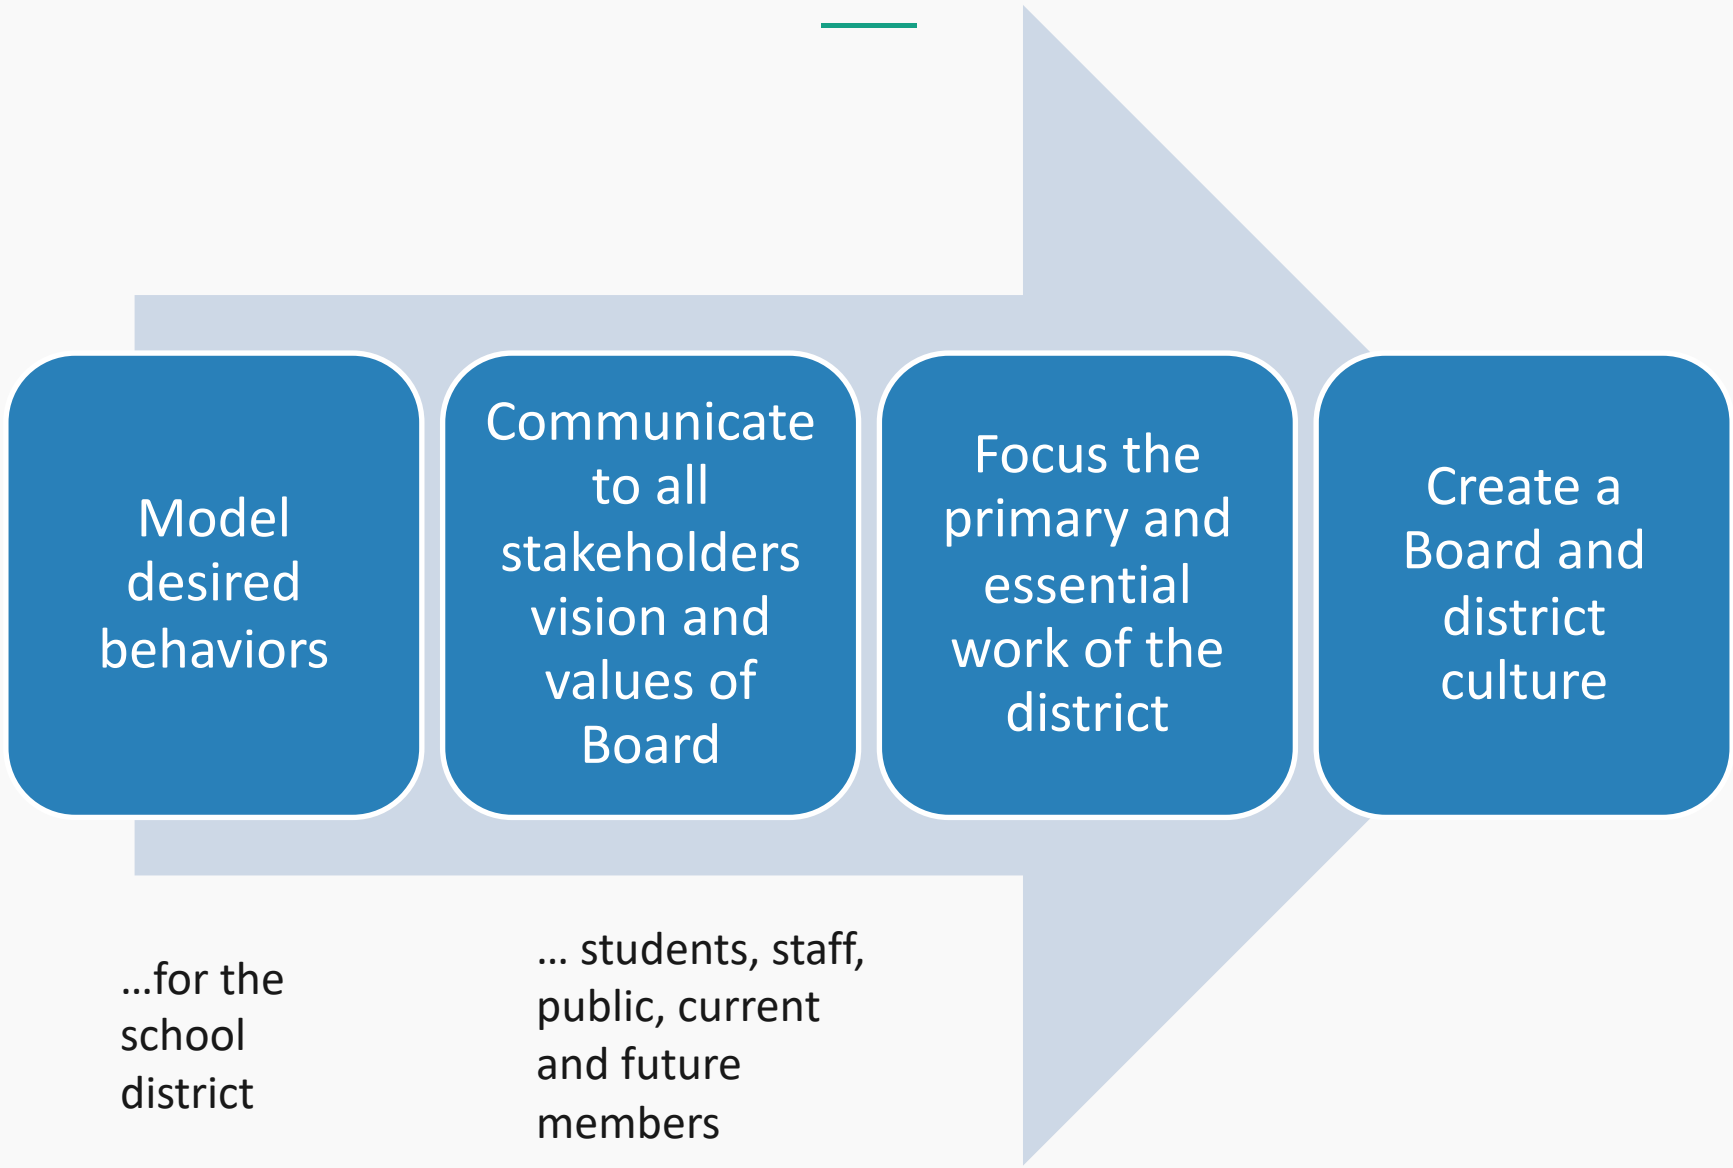 Model
desired
behaviors
Communicate
to all
stakeholders
vision and
values of
Board
Focus the
primary and
essential
work of the
district
Create a
Board and
district
culture
...for the
school
district
... students, staff,
public, current
and future
members